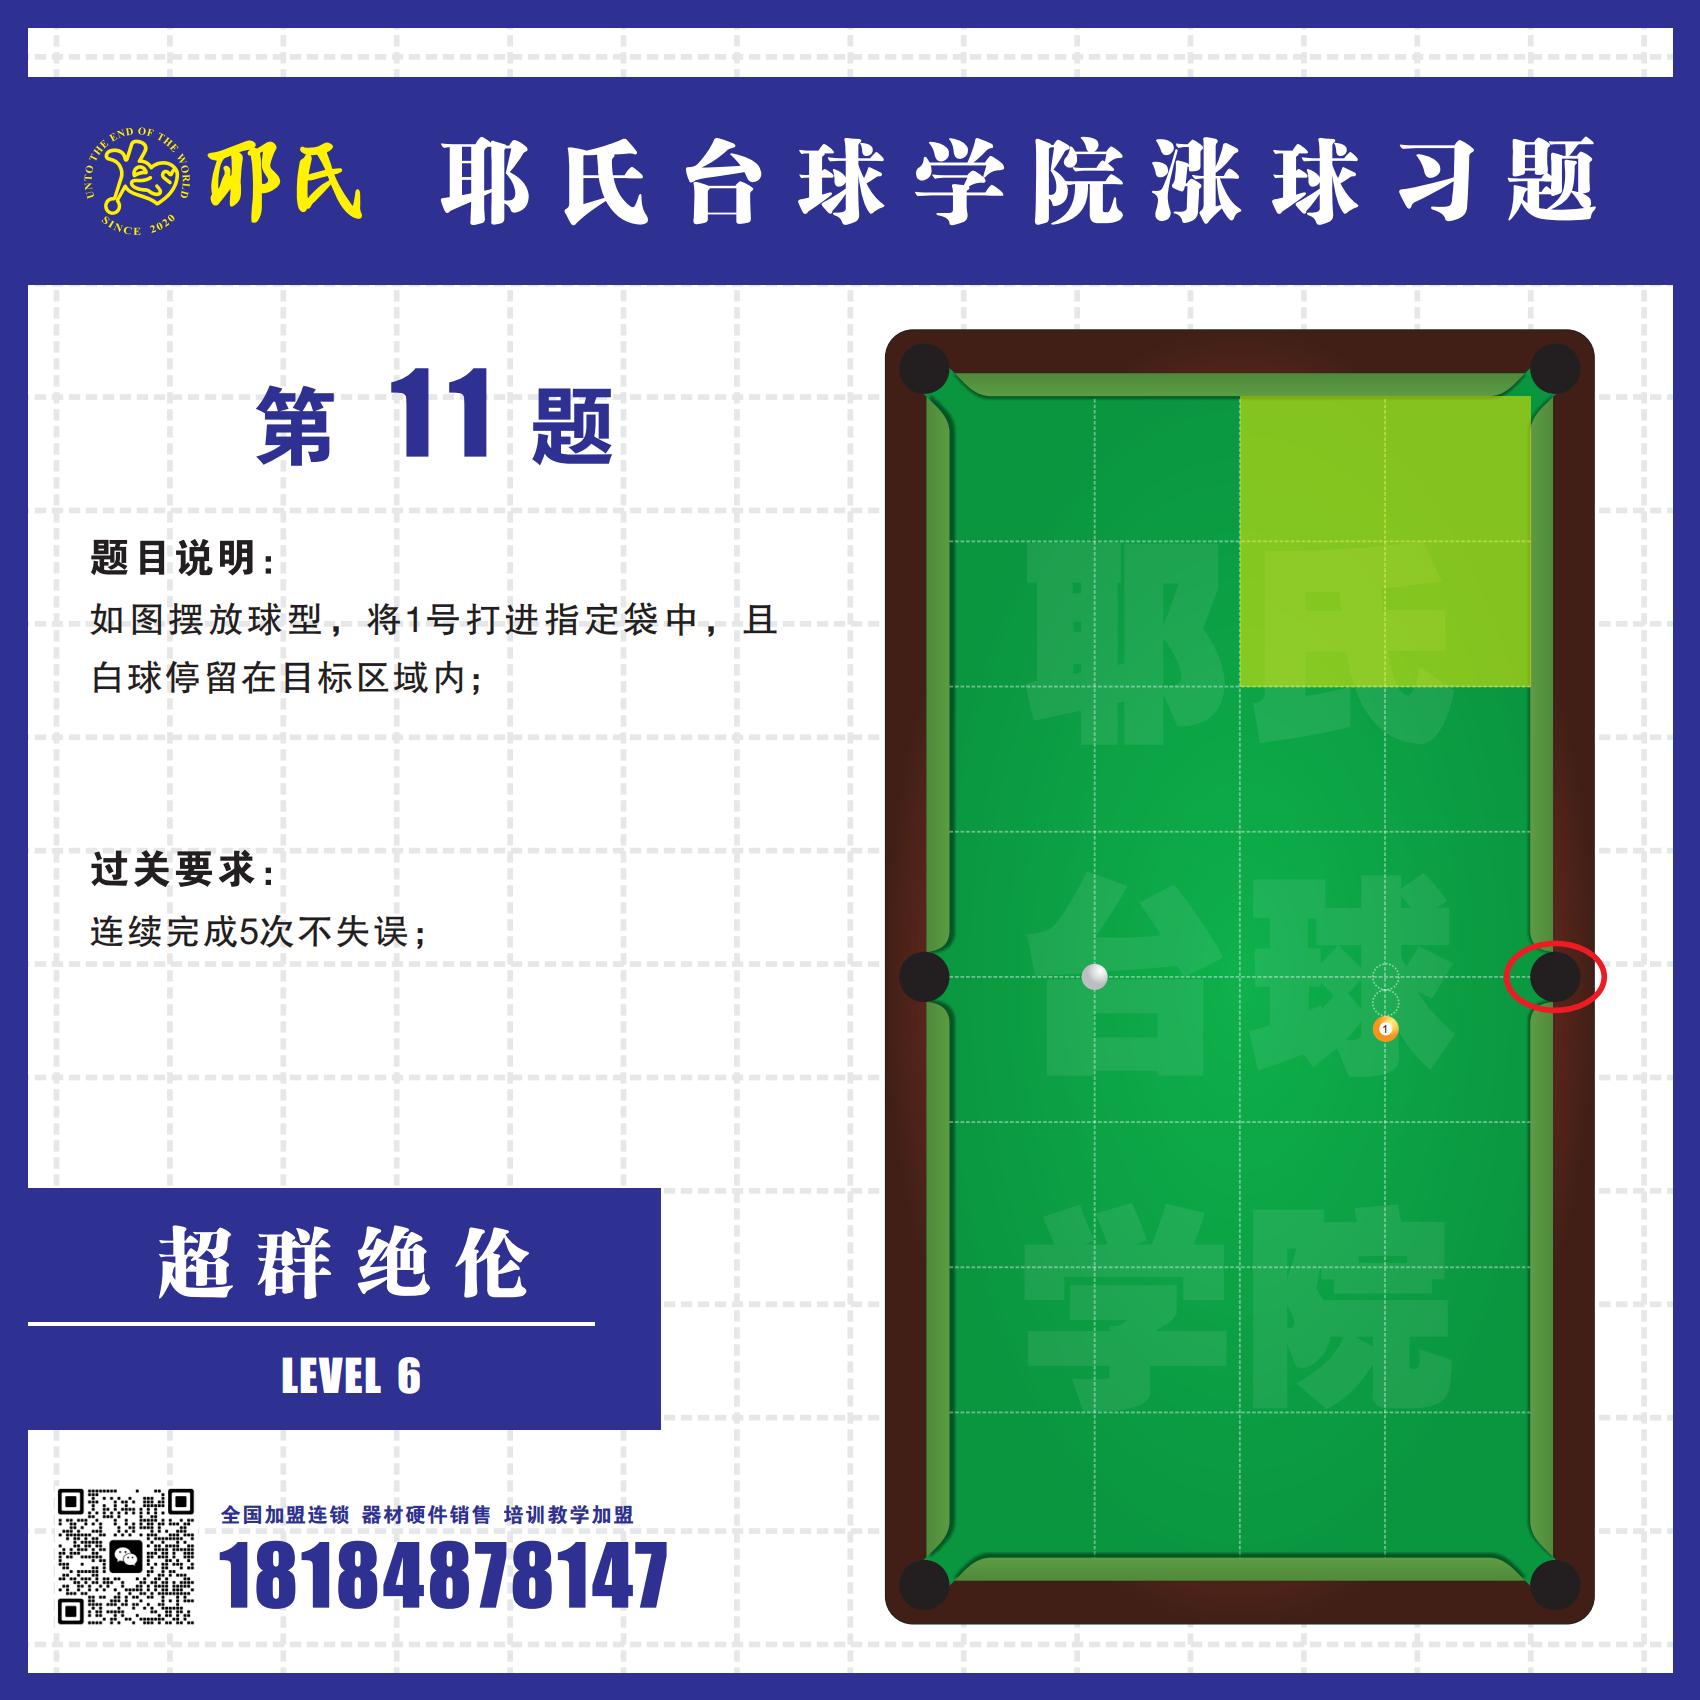 UNTO THE END OF THE WORLD
SINCE 2020
耶氏
耶氏台球学院涨球习题
第 11 题
题目说明:
如图摆放球型，将1号打进指定袋中，且
白球停留在目标区域内；
过关要求:
连续完成5次不失误；
耶氏
台球
1
学院
超群绝伦
LEVEL 6
全国加盟连锁 器材硬件销售 培训教学加盟
18184878147